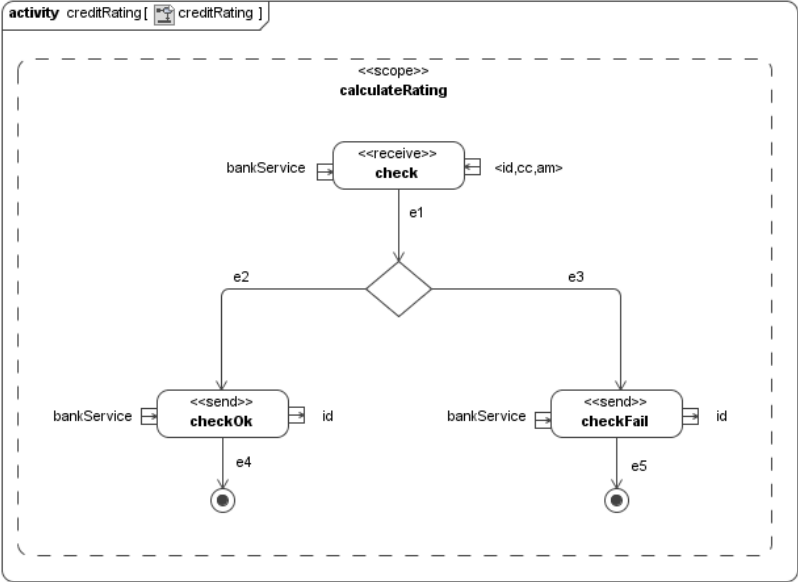 activity creditRating[ creditRating ]
<<scope>>
calculateRating
<<receive>>
bankService check <id,cc,am>
e1
e2 e3
<<send>> <<send>>
bankService checkOk id bankService checkFail id
e4 e5